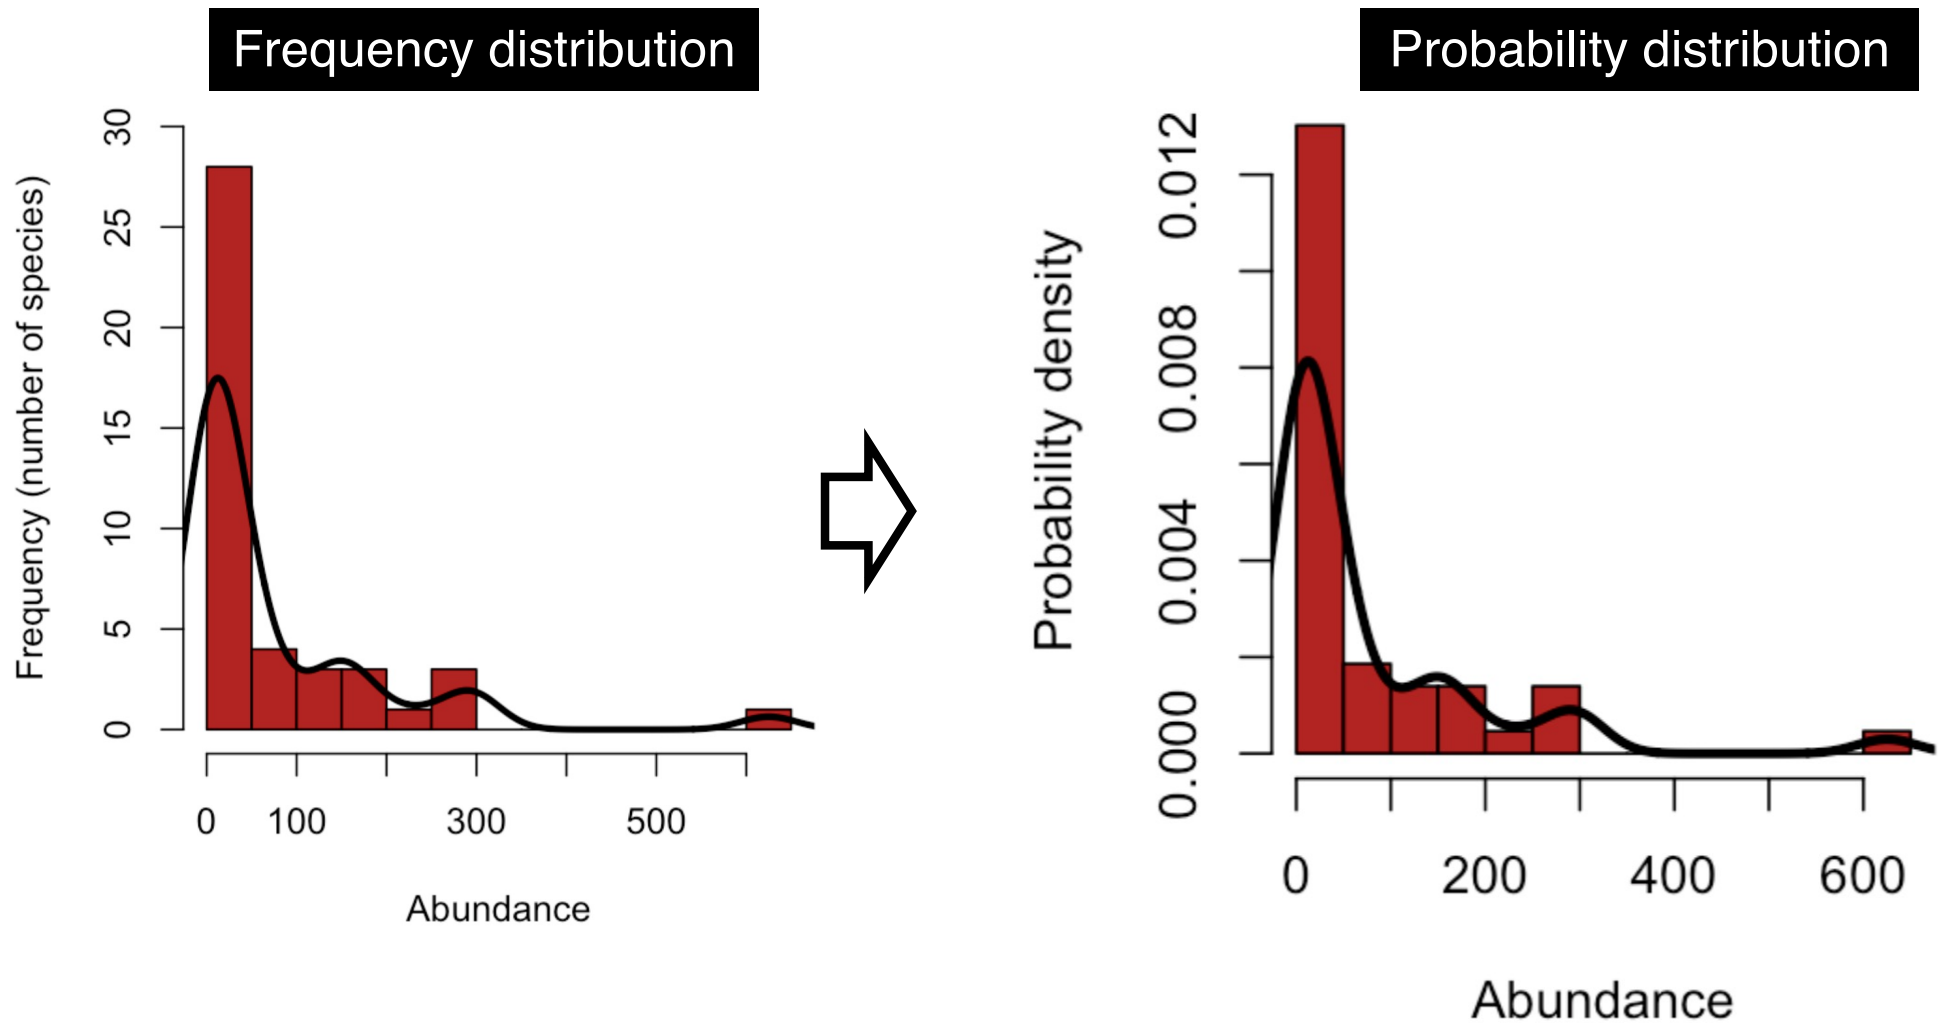 Frequency distribution
Frequency (number of species)
30
25
20
15
10
5
0
0 100 300 500
Abundance
Probability distribution
Probability density
0.012
0.008
0.004
0.000
0 200 400 600
Abundance